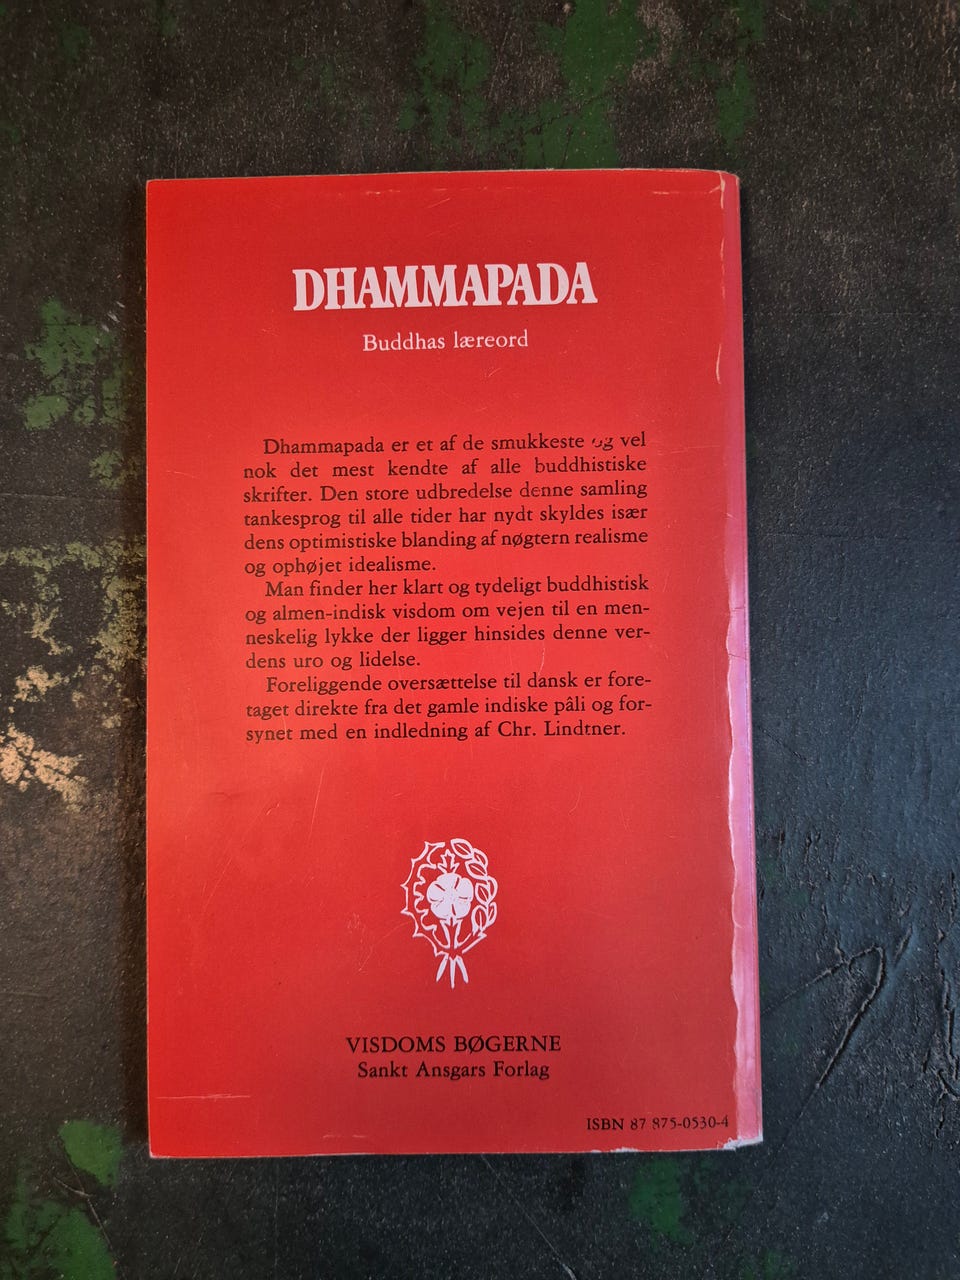 DHAMMAPADA
Buddhas læreord
Dhammapada er et af de smukkeste og vel
nok det mest kendte af alle buddhistiske
skrifter. Den store udbredelse denne samling
tankesprog til alle tider har nydt skyldes især
dens optimistiske blanding af nøgtern realisme
og ophøjet idealisme.
Man finder her klart og tydeligt buddhistisk
og almen-indisk visdom om vejen til en men-
neskelig lykke der ligger hinsides denne ver-
dens uro og lidelse.
Foreliggende oversættelse til dansk er fore-
taget direkte fra det gamle indiske pâli og for-
synet med en indledning af Chr. Lindtner.
VISDOMS BØGERNE
Sankt Ansgars Forlag
ISBN 87 875-0530-4